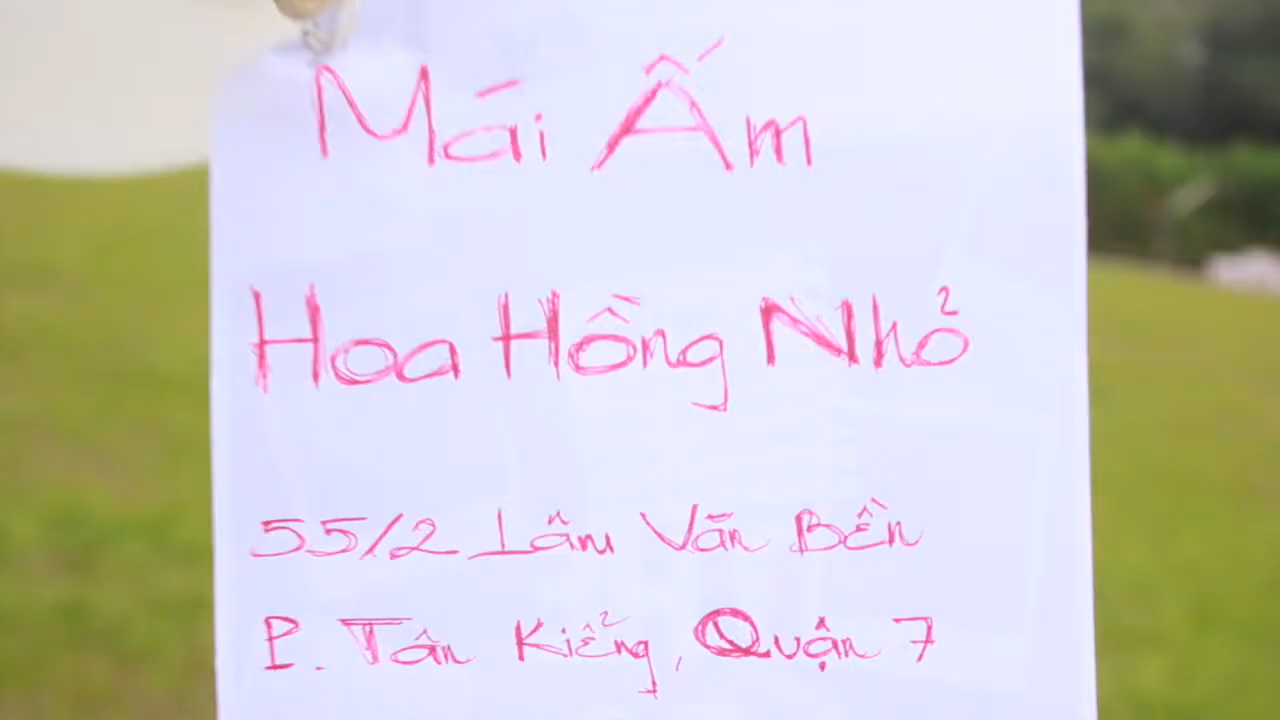 Mái Ấm
Hoa Hồng Nhỏ
55/2 Lâm Văn Bền
P. Tân Kiểng, Quận 7